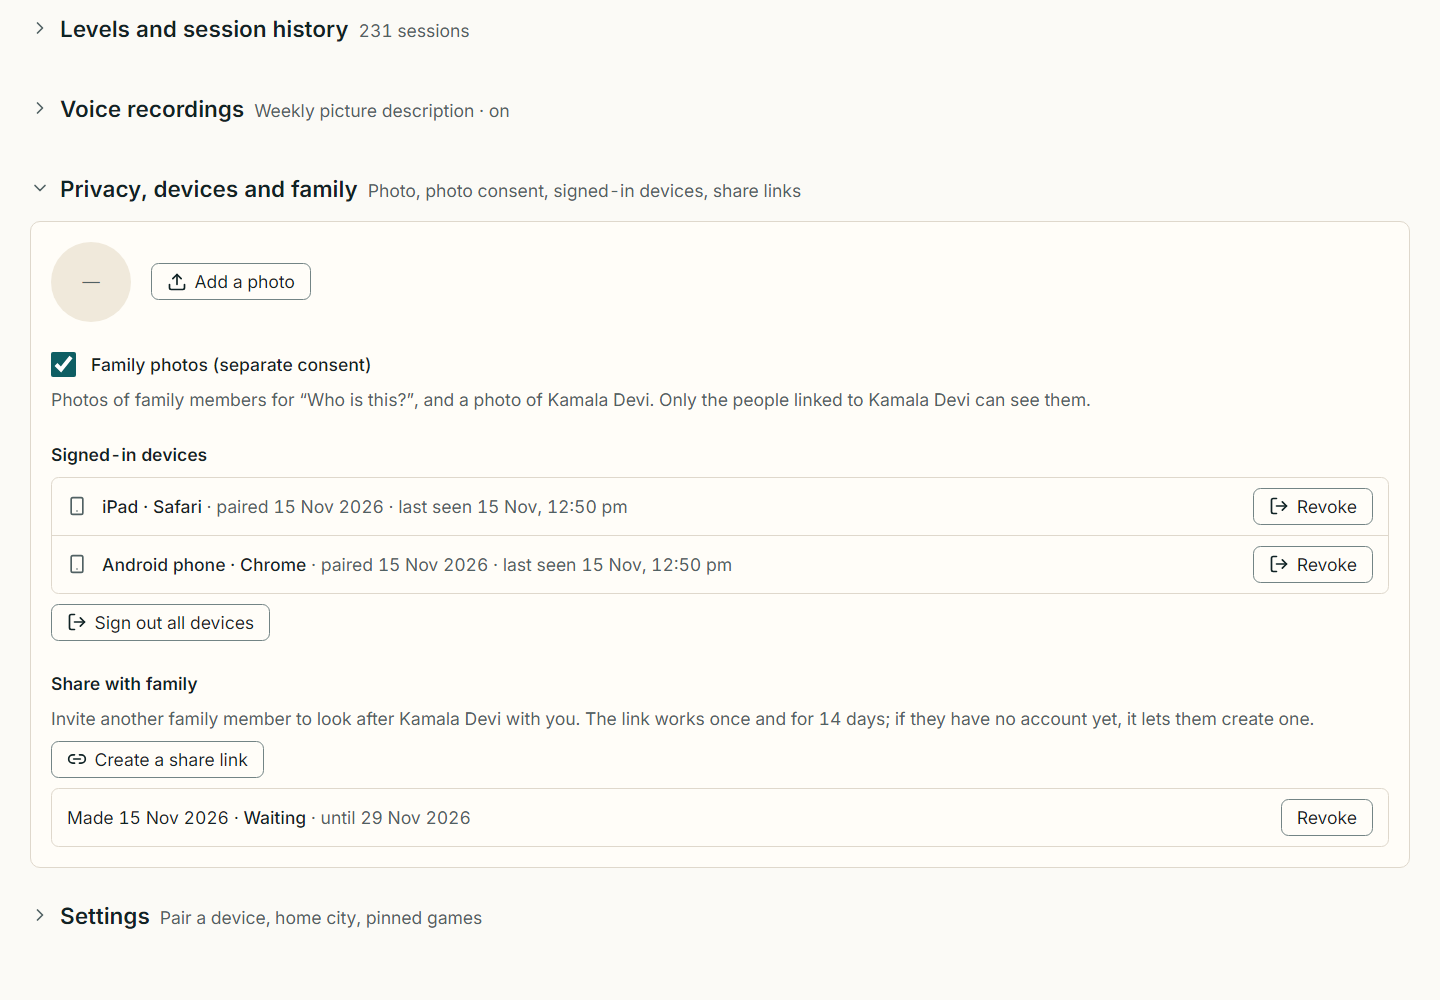 Levels and session history 231 sessions
Voice recordings Weekly picture description · on
Privacy, devices and family Photo, photo consent, signed-in devices, share links
—
Add a photo
Family photos (separate consent)
Photos of family members for “Who is this?”, and a photo of Kamala Devi. Only the people linked to Kamala Devi can see them.
Signed-in devices
iPad · Safari · paired 15 Nov 2026 · last seen 15 Nov, 12:50 pm Revoke
Android phone · Chrome · paired 15 Nov 2026 · last seen 15 Nov, 12:50 pm Revoke
Sign out all devices
Share with family
Invite another family member to look after Kamala Devi with you. The link works once and for 14 days; if they have no account yet, it lets them create one.
Create a share link
Made 15 Nov 2026 · Waiting · until 29 Nov 2026 Revoke
Settings Pair a device, home city, pinned games